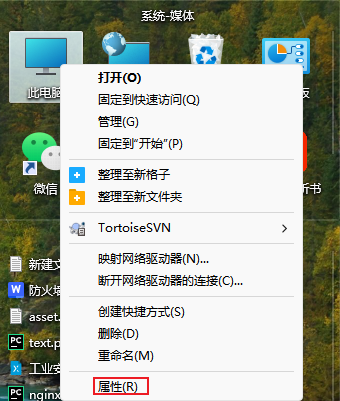 系统-媒体
此电脑
板
打开(O)
固定到快速访问(Q)
管理(G)
固定到"开始"(P)
微信
听书
整理至新格子
整理至新文件夹
TortoiseSVN
映射网络驱动器(N)...
断开网络驱动器的连接(C)...
新建文
防火墙
asset.
创建快捷方式(S)
删除(D)
text.p
重命名(M)
工业安
属性(R)
nginx